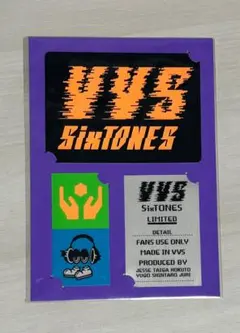 VVS
SixTONES
VVS
SixTONES
LIMITED
DETAIL
FANS USE ONLY
MADE IN VVS
PRODUCED BY
JESSE TAIGA HOKUTO
YUGO SHINTARO JURI